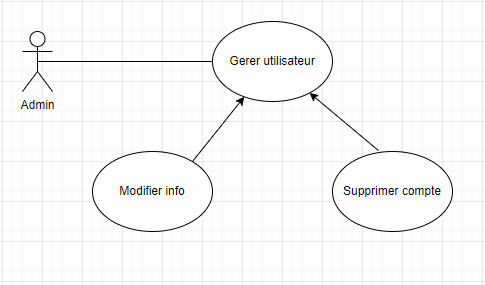 Gerer utilisateur
Admin
Modifier info
Supprimer compte